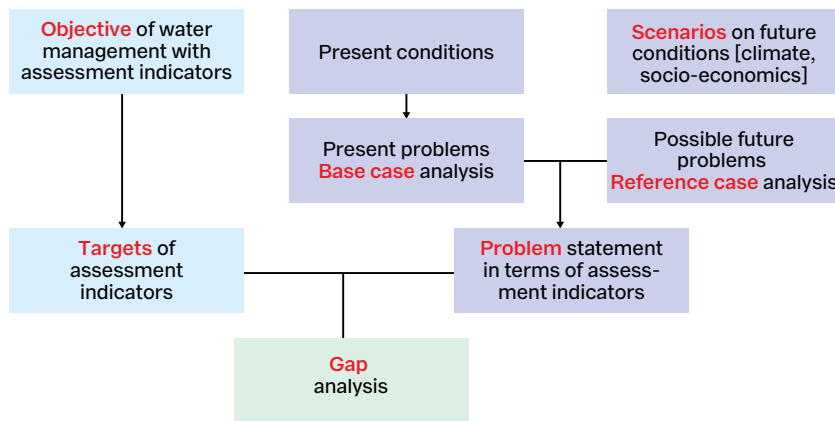 Objective of water
management with
assessment indicators
Present conditions
Scenarios on future
conditions [climate,
socio-economics]
Present problems
Base case analysis
Possible future
problems
Reference case analysis
Targets of
assessment
indicators
Problem statement
in terms of assess-
ment indicators
Gap
analysis